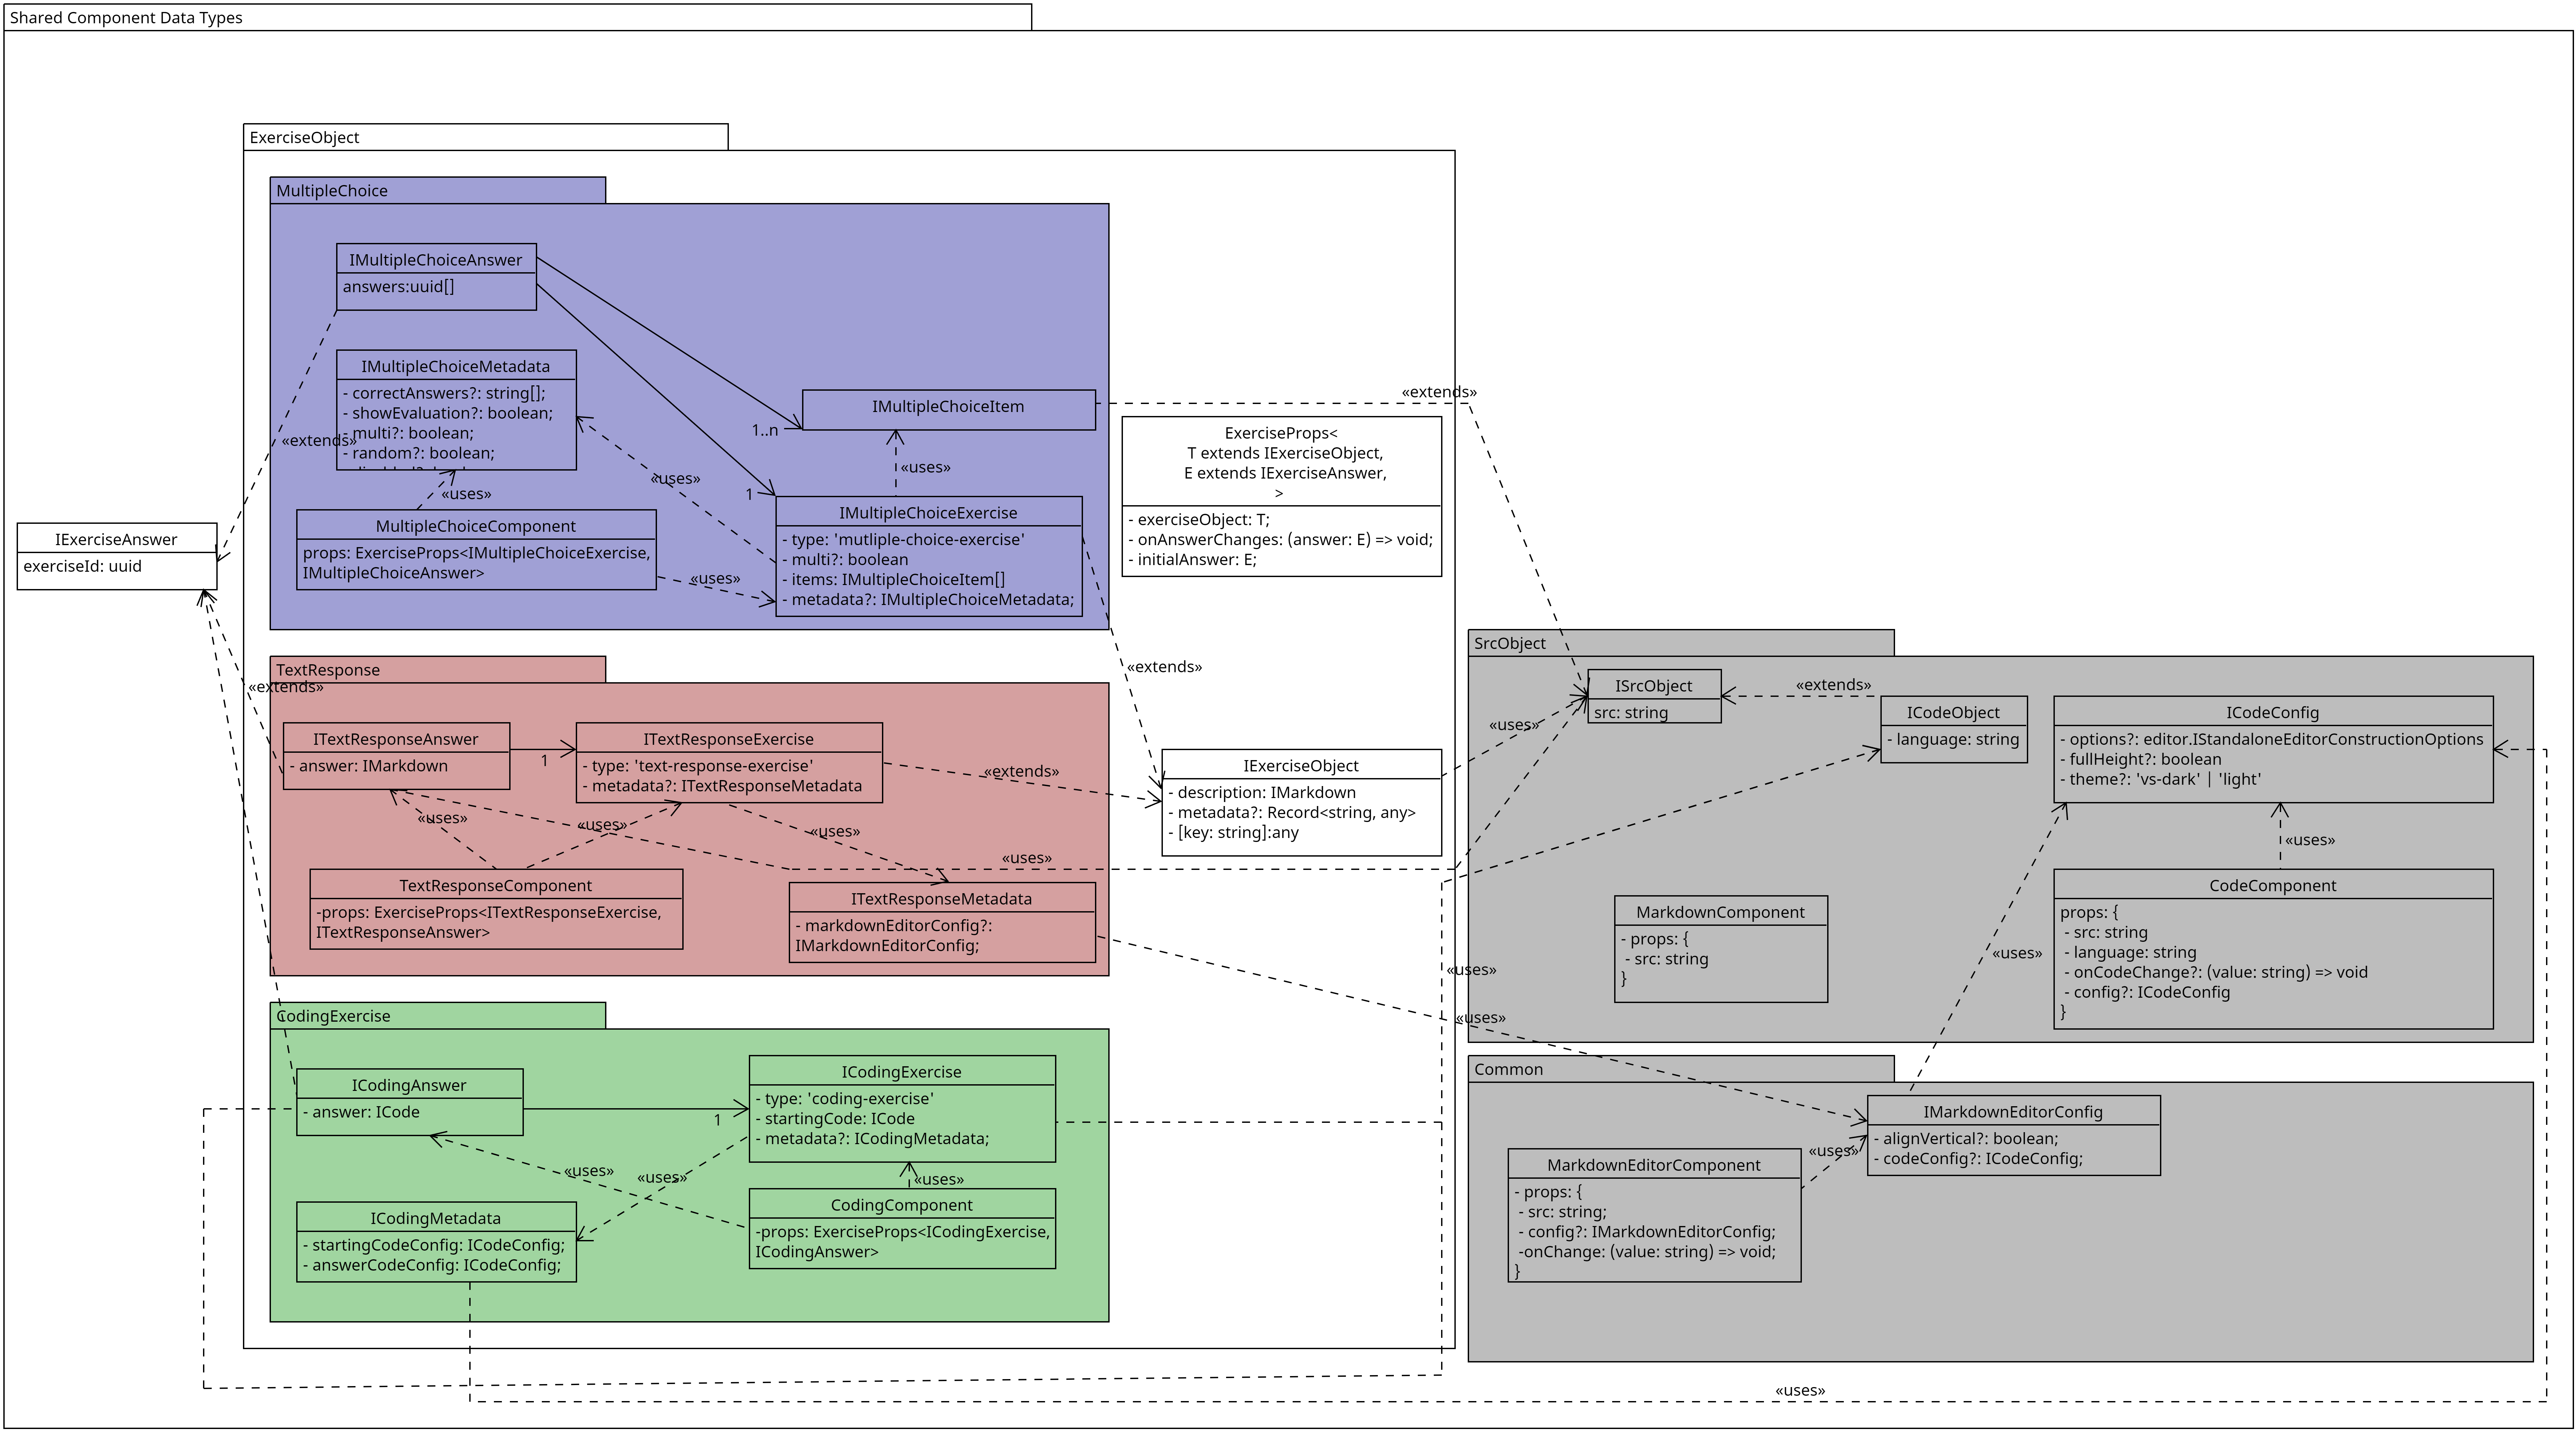 Shared Component Data Types
ExerciseObject
MultipleChoice
IMultipleChoiceAnswer
answers:uuid[]
IMultipleChoiceMetadata
- correctAnswers?: string[];
- showEvaluation?: boolean;
- multi?: boolean;
- random?: boolean;
«extends»
«uses»
MultipleChoiceComponent
props: ExerciseProps<IMultipleChoiceExercise,
IMultipleChoiceAnswer>
«uses»
«uses»
1..n
IMultipleChoiceItem
«uses»
1
IMultipleChoiceExercise
- type: 'mutliple-choice-exercise'
- multi?: boolean
- items: IMultipleChoiceItem[]
- metadata?: IMultipleChoiceMetadata;
«extends»
ExerciseProps<
T extends IExerciseObject,
E extends IExerciseAnswer,
>
- exerciseObject: T;
- onAnswerChanges: (answer: E) => void;
- initialAnswer: E;
IExerciseAnswer
exerciseId: uuid
«extends»
TextResponse
«extends»
ITextResponseAnswer
- answer: IMarkdown
1
ITextResponseExercise
- type: 'text-response-exercise'
- metadata?: ITextResponseMetadata
«extends»
«uses»
«uses»
«uses»
TextResponseComponent
-props: ExerciseProps<ITextResponseExercise,
ITextResponseAnswer>
ITextResponseMetadata
- markdownEditorConfig?:
IMarkdownEditorConfig;
«uses»
IExerciseObject
- description: IMarkdown
- metadata?: Record<string, any>
- [key: string]:any
«uses»
SrcObject
ISrcObject
src: string
«extends»
ICodeObject
- language: string
ICodeConfig
- options?: editor.IStandaloneEditorConstructionOptions
- fullHeight?: boolean
- theme?: 'vs-dark' | 'light'
«uses»
CodeComponent
props: {
- src: string
- language: string
- onCodeChange?: (value: string) => void
- config?: ICodeConfig
}
MarkdownComponent
- props: {
- src: string
}
«uses»
«uses»
«uses»
CodingExercise
ICodingAnswer
- answer: ICode
1
ICodingExercise
- type: 'coding-exercise'
- startingCode: ICode
- metadata?: ICodingMetadata;
«uses»
«uses»
«uses»
ICodingMetadata
- startingCodeConfig: ICodeConfig;
- answerCodeConfig: ICodeConfig;
CodingComponent
-props: ExerciseProps<ICodingExercise,
ICodingAnswer>
Common
IMarkdownEditorConfig
- alignVertical?: boolean;
- codeConfig?: ICodeConfig;
«uses»
MarkdownEditorComponent
- props: {
- src: string;
- config?: IMarkdownEditorConfig;
-onChange: (value: string) => void;
}
«uses»